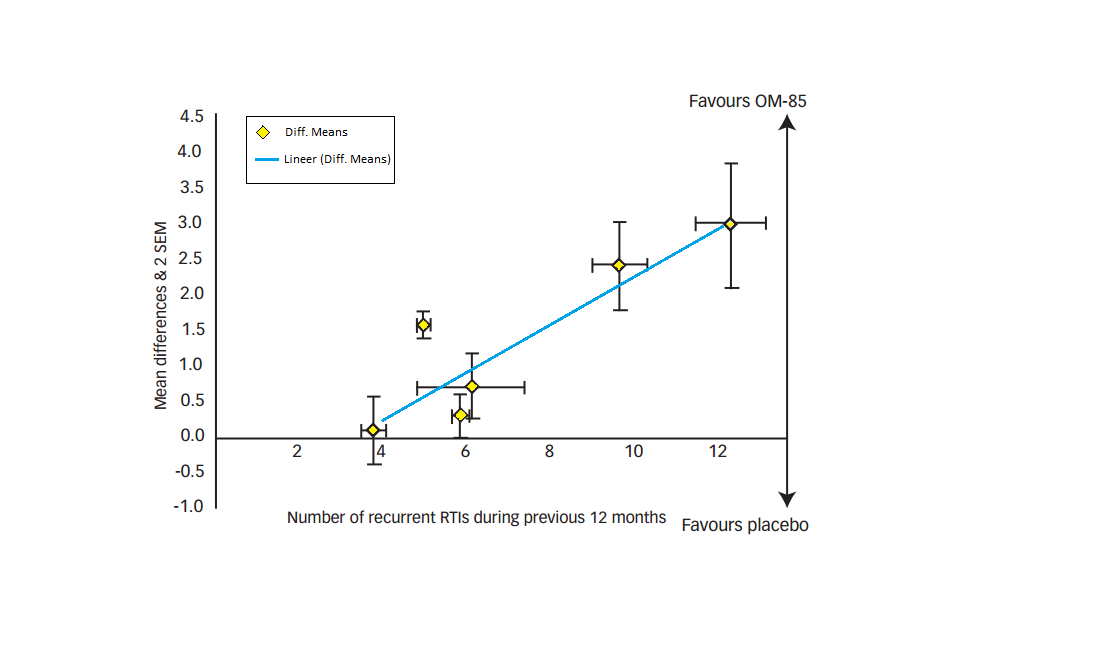 Favours OM-85
4.5
4.0
3.5
3.0
2.5
2.0
1.5
1.0
0.5
0.0
-0.5
-1.0
Mean differences & 2 SEM
Diff. Means
Lineer (Diff. Means)
2 4 6 8 10 12
Number of recurrent RTIs during previous 12 months
Favours placebo